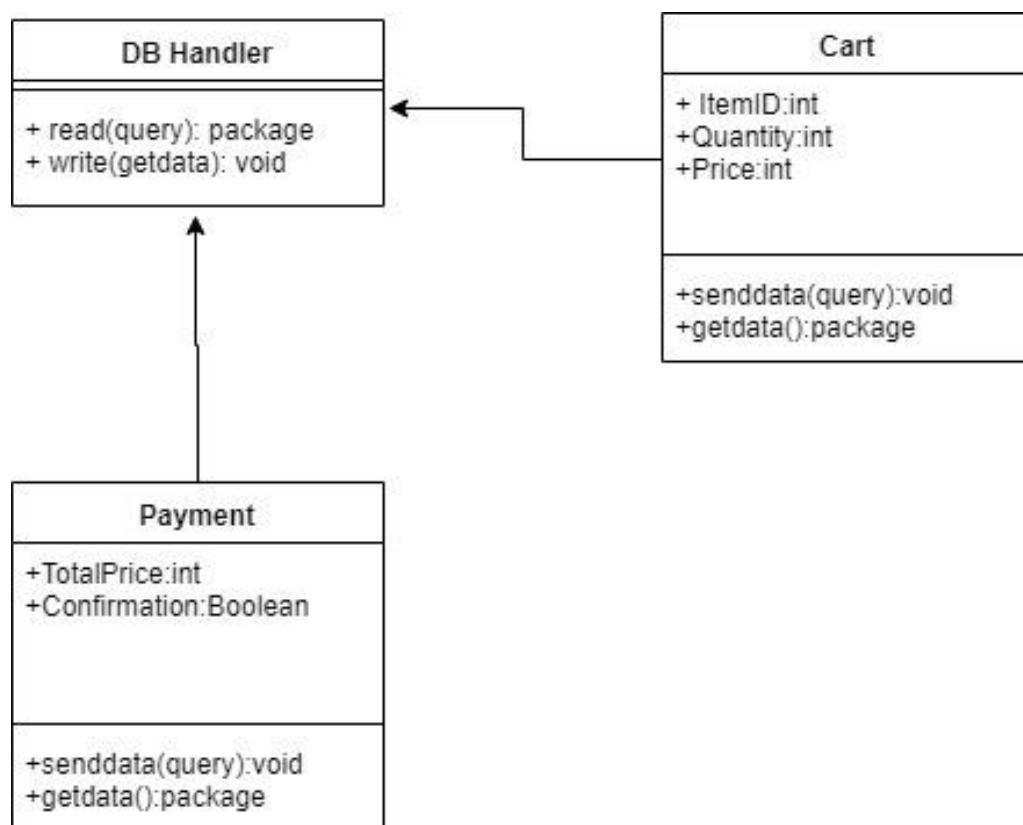 DB Handler
+ read(query): package
+ write(getdata): void
Cart
+ ItemID:int
+Quantity:int
+Price:int
+senddata(query):void
+getdata():package
Payment
+TotalPrice:int
+Confirmation:Boolean
+senddata(query):void
+getdata():package